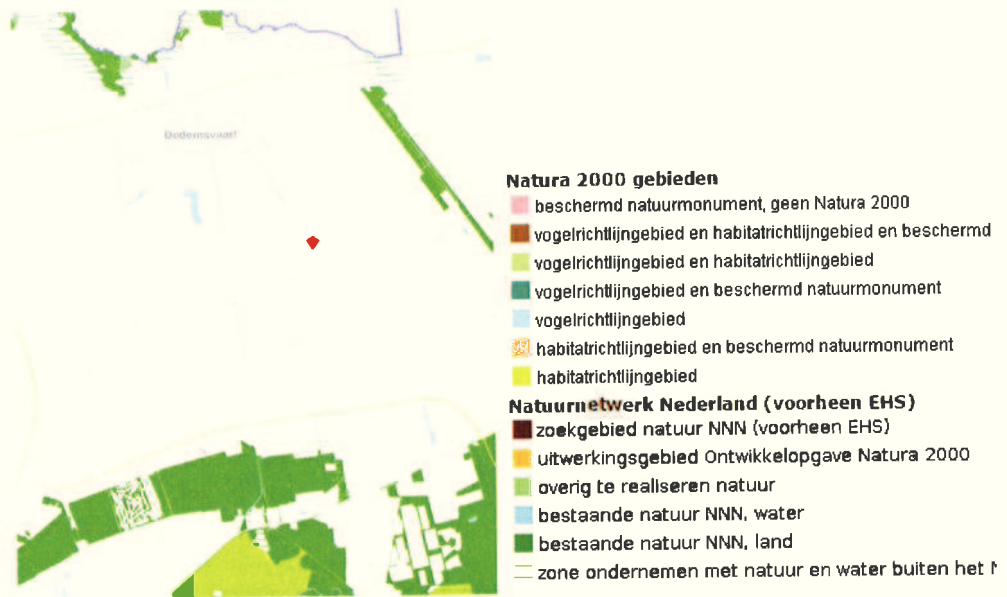 Dedemsvaart
Natura 2000 gebieden
beschermd natuurmonument, geen Natura 2000
vogelrichtlijngebied en habitatrichtlijngebied en beschermd
vogelrichtlijngebied en habitatrichtlijngebied
vogelrichtlijngebied en beschermd natuurmonument
vogelrichtlijngebied
habitatrichtlijngebied en beschermd natuurmonument
habitatrichtlijngebied
Natuurnetwerk Nederland (voorheen EHS)
zoekgebied natuur NNN (voorheen EHS)
uitwerkingsgebied Ontwikkelopgave Natura 2000
overig te realiseren natuur
bestaande natuur NNN, water
bestaande natuur NNN, land
zone ondernemen met natuur en water buiten het